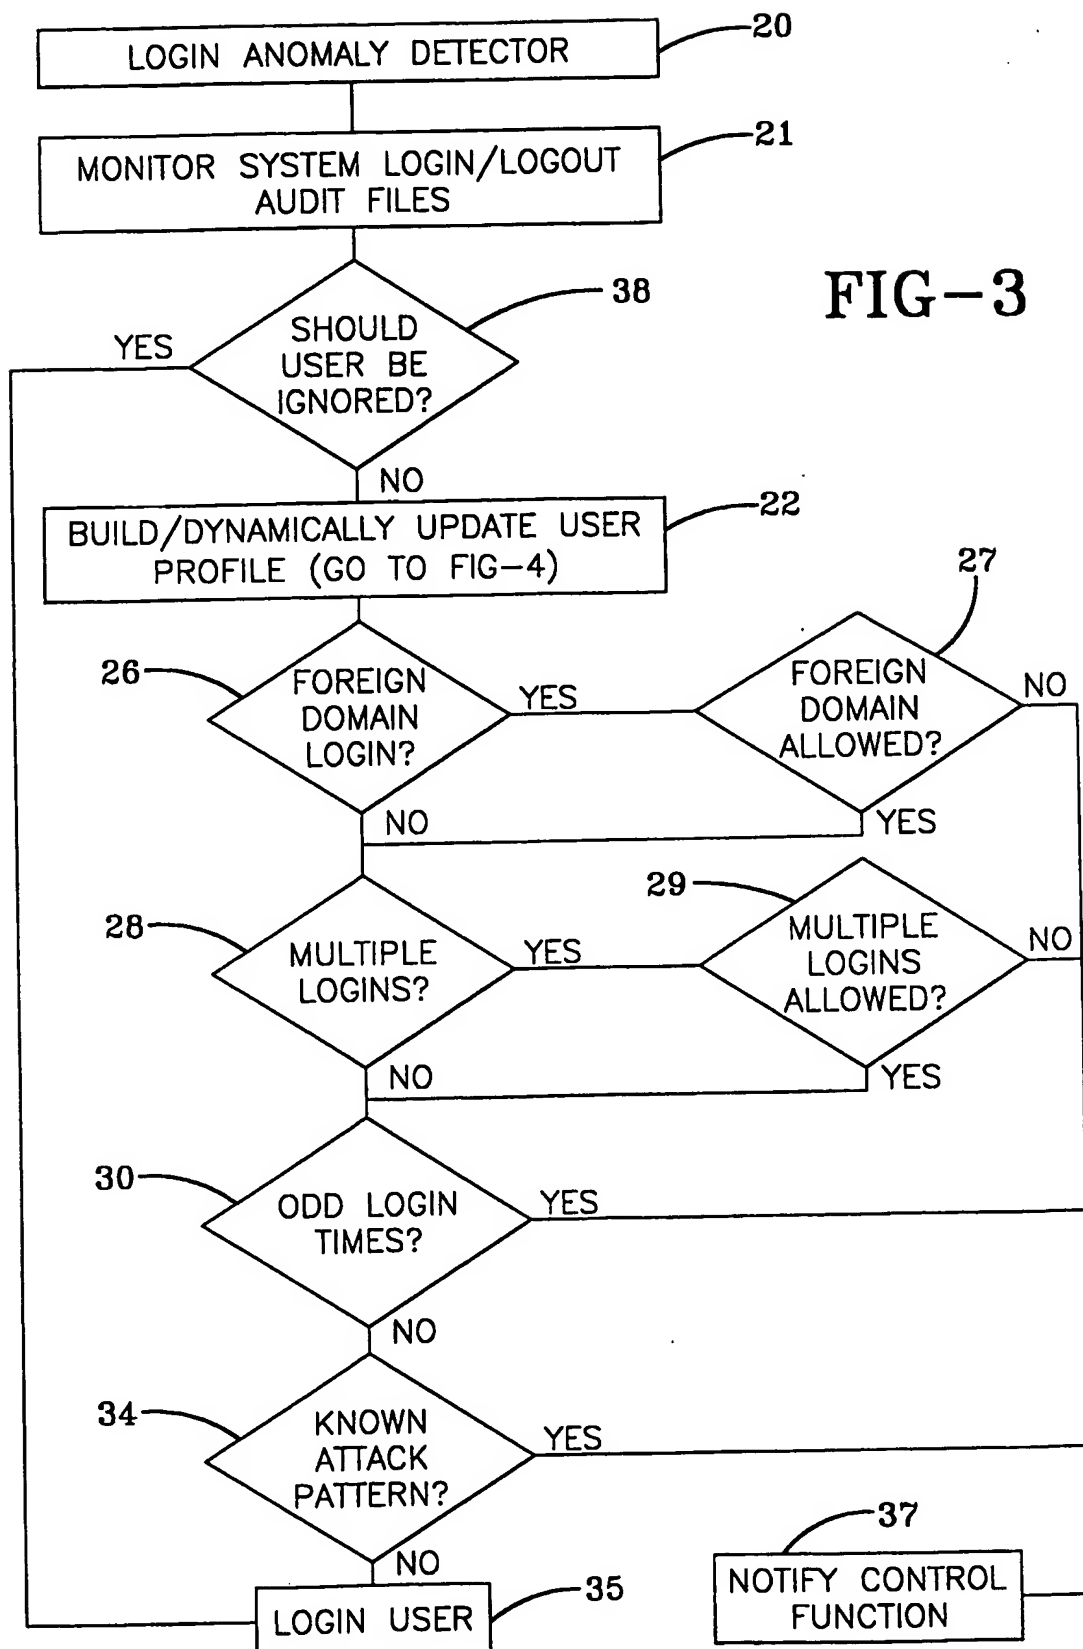 20
LOGIN ANOMALY DETECTOR
21
MONITOR SYSTEM LOGIN/LOGOUT
AUDIT FILES
FIG-3
38
YES
SHOULD
USER BE
IGNORED?
NO
22
BUILD/DYNAMICALLY UPDATE USER
PROFILE (GO TO FIG-4)
26
FOREIGN
DOMAIN
LOGIN?
YES
27
FOREIGN
DOMAIN
ALLOWED?
NO
NO
YES
28
MULTIPLE
LOGINS?
YES
29
MULTIPLE
LOGINS
ALLOWED?
NO
NO
YES
30
ODD LOGIN
TIMES?
YES
NO
34
KNOWN
ATTACK
PATTERN?
YES
NO
35
LOGIN USER
37
NOTIFY CONTROL
FUNCTION